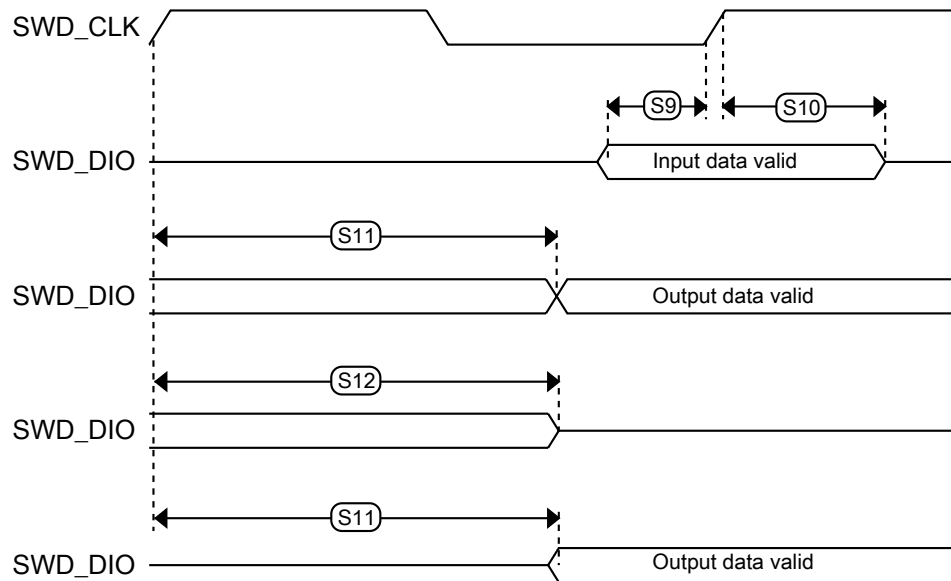 SWD_CLK
S9
S10
SWD_DIO
Input data valid
S11
SWD_DIO
Output data valid
S12
SWD_DIO
S11
SWD_DIO
Output data valid